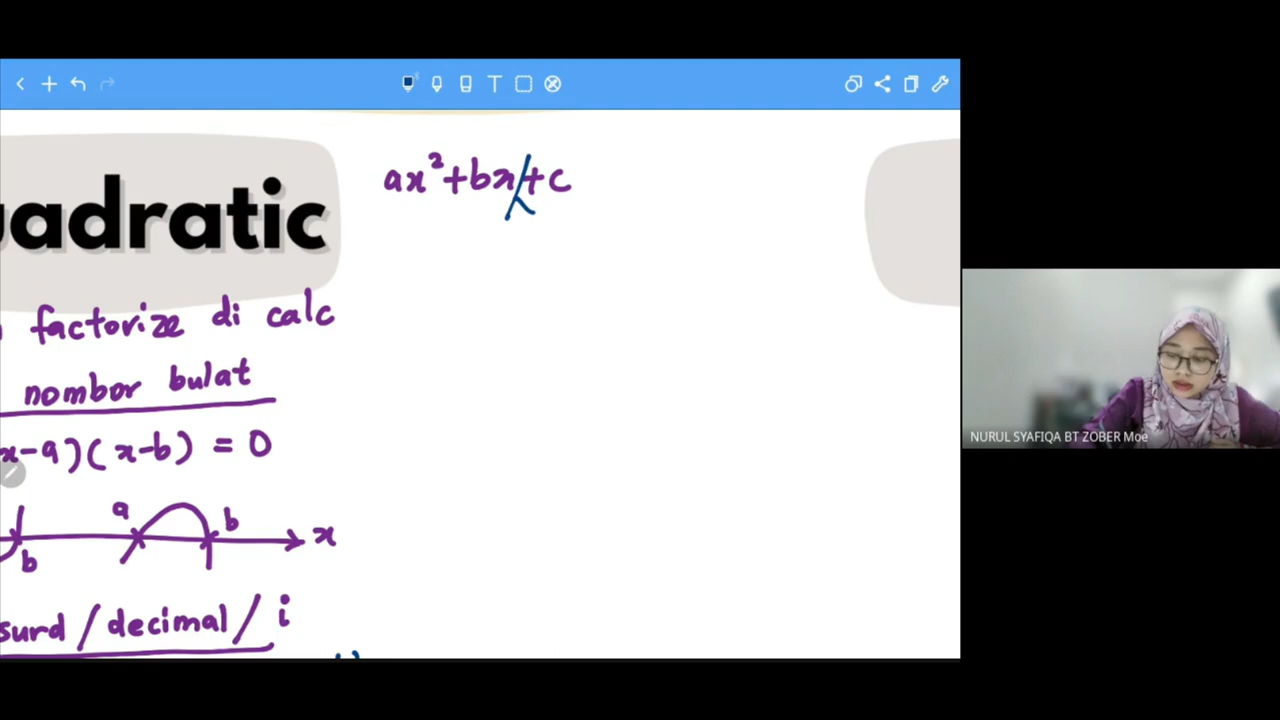 ax²+bx+c
uadratic
factorize di calc
nombor bulat
x-a)(x-b) = 0
a b
b x
surd / decimal / i
NURUL SYAFIQA BT ZOBER Moe